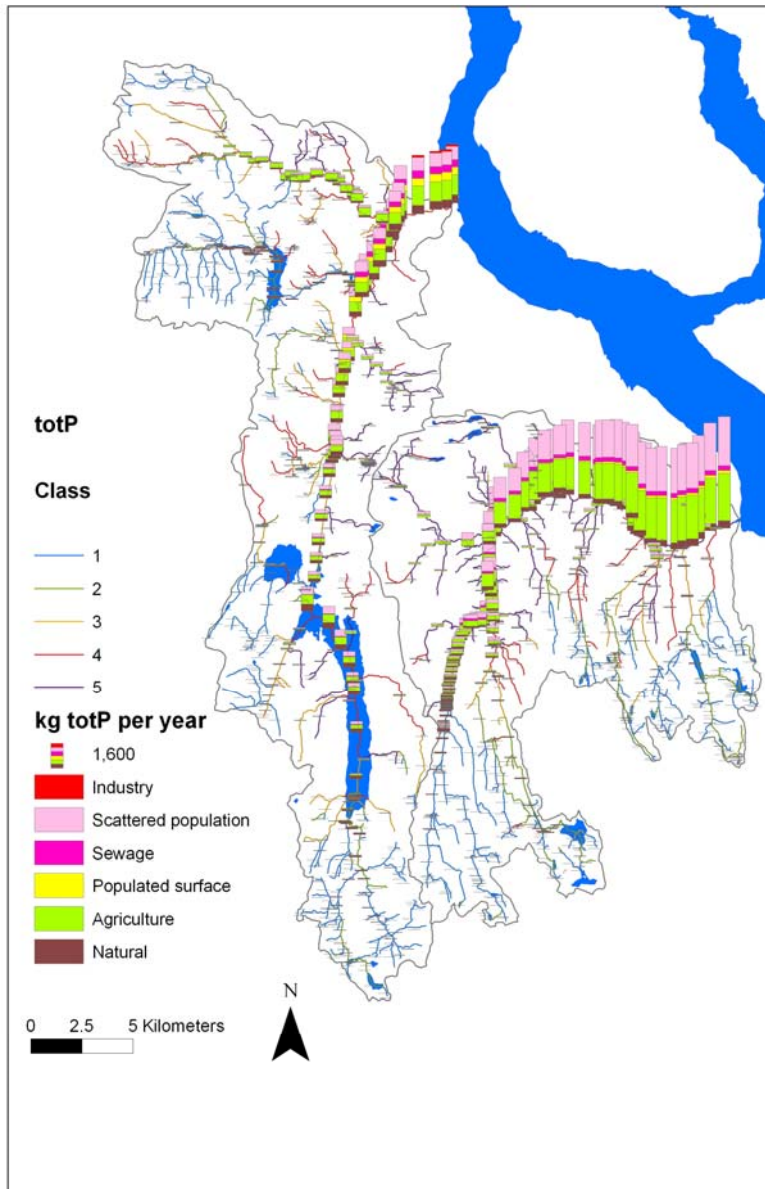 totP
Class
1
2
3
4
5
kg totP per year
1,600
Industry
Scattered population
Sewage
Populated surface
Agriculture
Natural
N
0 2.5 5 Kilometers